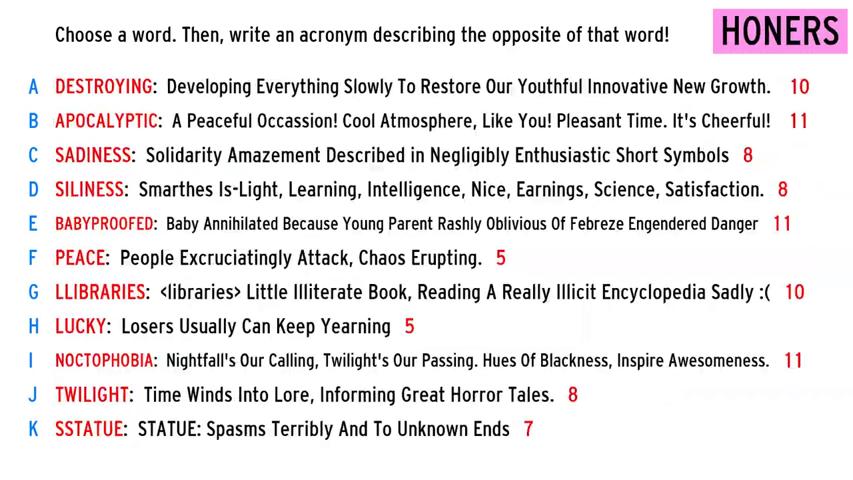 Choose a word. Then, write an acronym describing the opposite of that word!
HONERS
A DESTROYING: Developing Everything Slowly To Restore Our Youthful Innovative New Growth. 10
B APOCALYPTIC: A Peaceful Occassion! Cool Atmosphere, Like You! Pleasant Time. It's Cheerful! 11
C SADINESS: Solidarity Amazement Described in Negligibly Enthusiastic Short Symbols 8
D SILINESS: Smarthes Is-Light, Learning, Intelligence, Nice, Earnings, Science, Satisfaction. 8
E BABYPROOFED: Baby Annihilated Because Young Parent Rashly Oblivious Of Febreze Engendered Danger 11
F PEACE: People Excruciatingly Attack, Chaos Erupting. 5
G LLIBRARIES: <libraries> Little Illiterate Book, Reading A Really Illicit Encyclopedia Sadly :( 10
H LUCKY: Losers Usually Can Keep Yearning 5
I NOCTOPHOBIA: Nightfall's Our Calling, Twilight's Our Passing. Hues Of Blackness, Inspire Awesomeness. 11
J TWILIGHT: Time Winds Into Lore, Informing Great Horror Tales. 8
K SSTATUE: STATUE: Spasms Terribly And To Unknown Ends 7